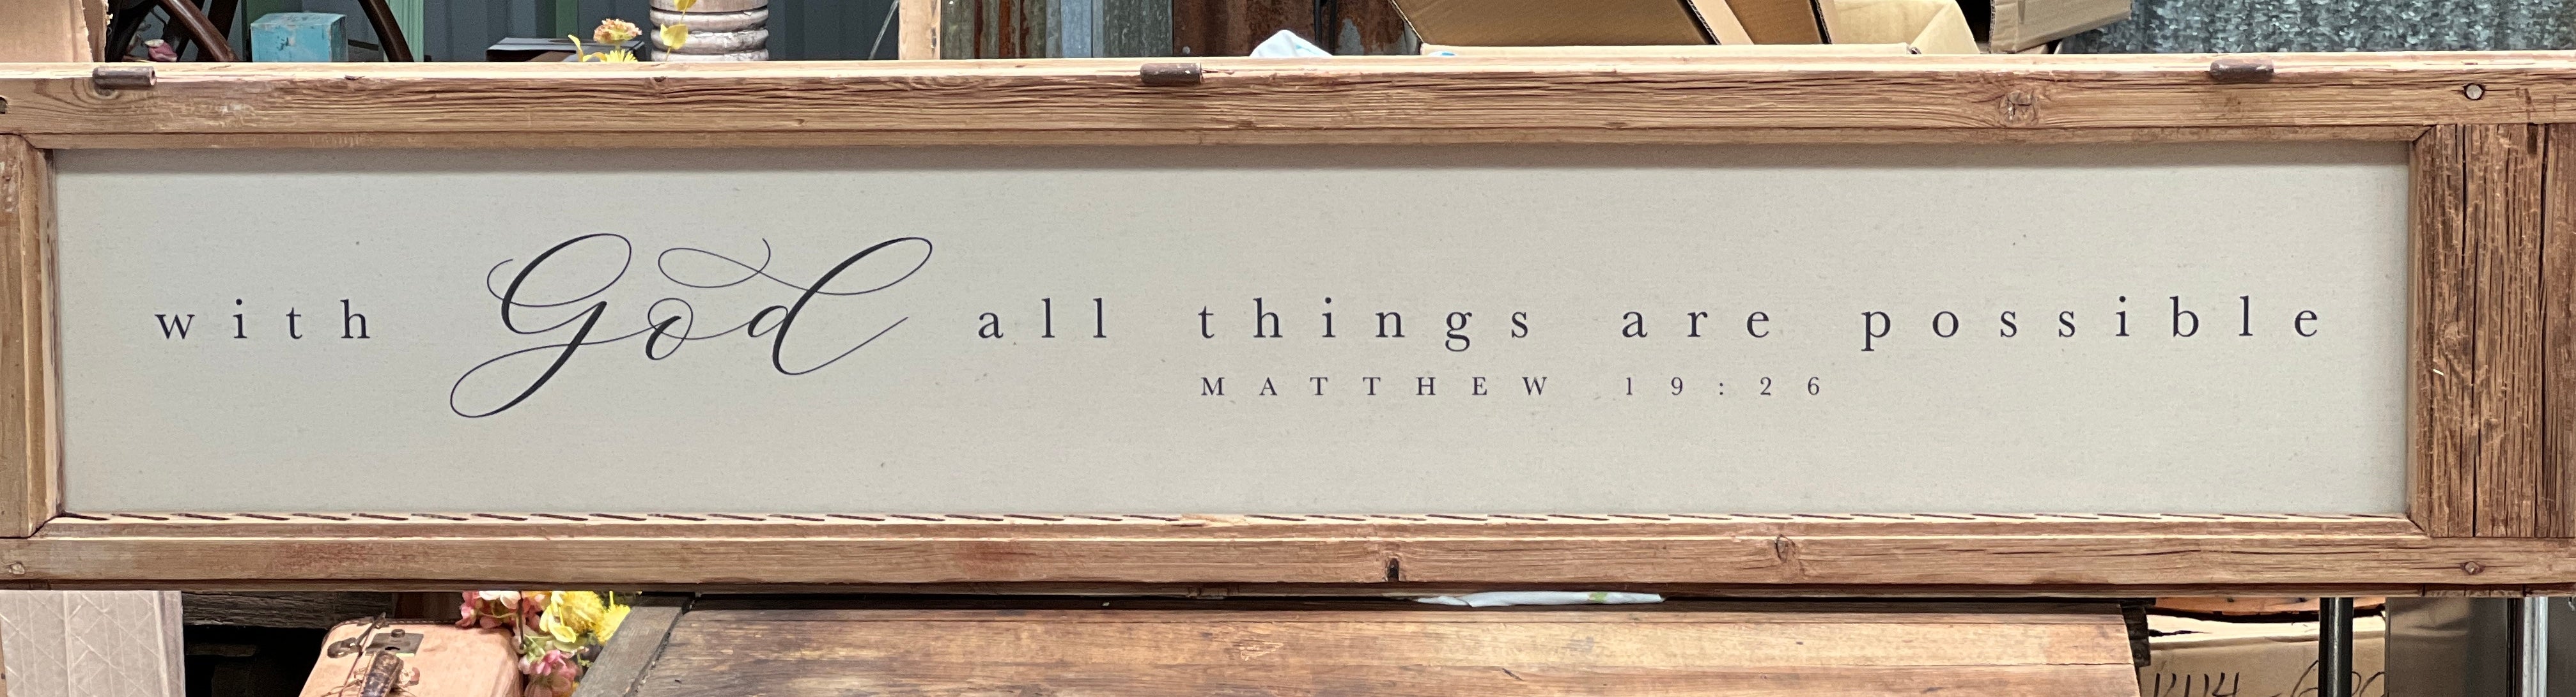 with God all things are possible
MATTHEW 19:26